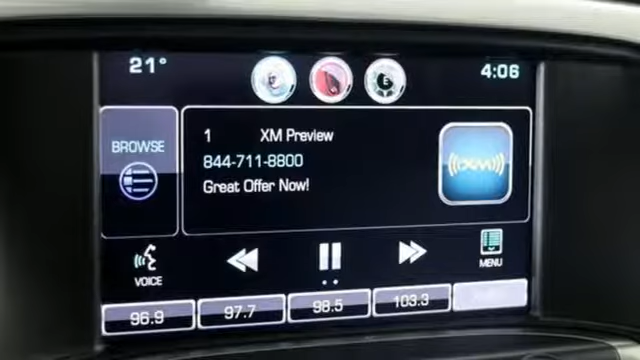 21°
4:06
E
BROWSE
1 XM Preview
844-711-8800
Great Offer Now!
((XM))
VOICE
MENU
96.9 97.7 98.5 103.3